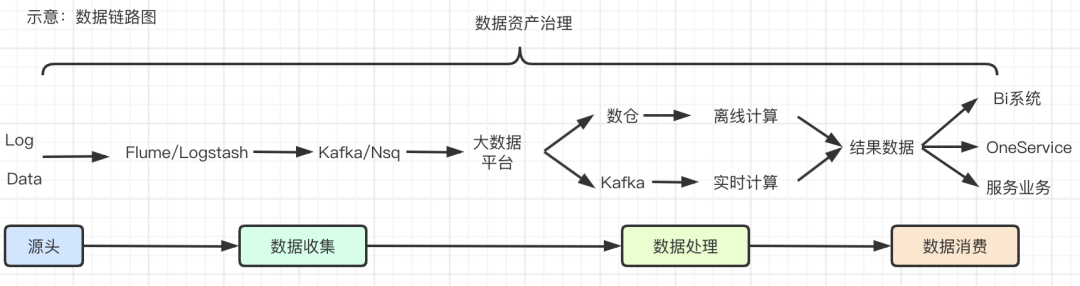 示意：数据链路图
数据资产治理
Log
Data
Flume/Logstash
Kafka/Nsq
大数据
平台
数仓
离线计算
Kafka
实时计算
结果数据
Bi系统
OneService
服务业务
源头
数据收集
数据处理
数据消费